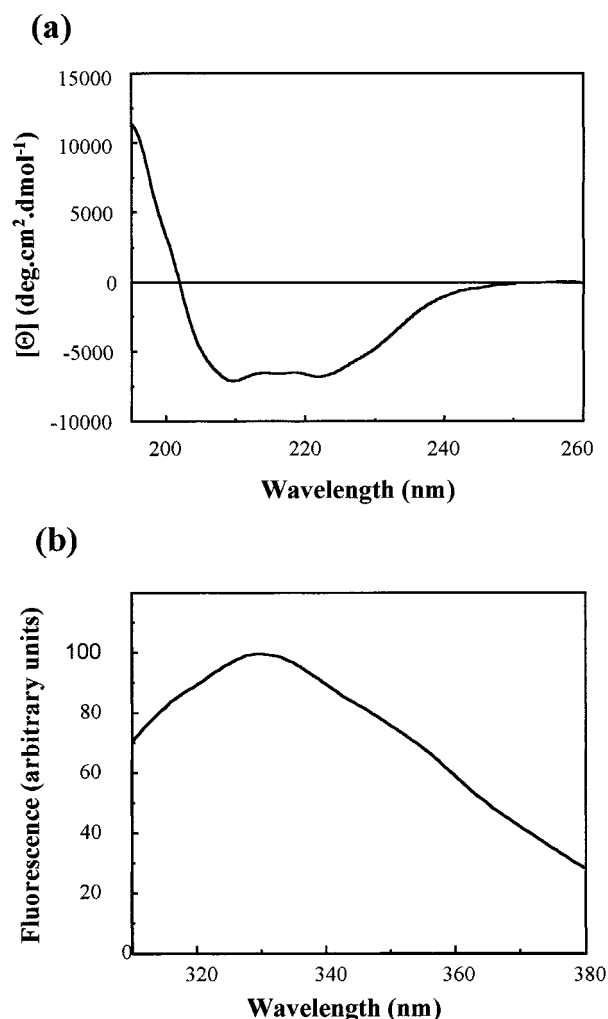 (a)
15000
10000
5000
0
-5000
-10000
[Θ] (deg.cm².dmol⁻¹)
200 220 240 260
Wavelength (nm)
(b)
100
80
60
40
20
0
Fluorescence (arbitrary units)
320 340 360 380
Wavelength (nm)